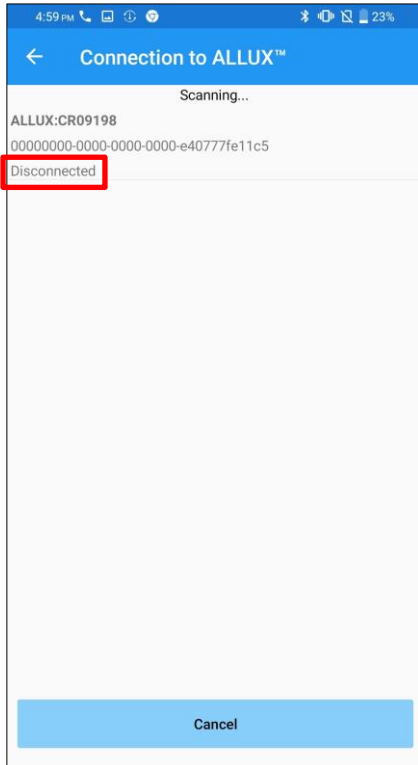 4:59 PM 23%
Connection to ALLUX™
Scanning...
ALLUX:CR09198
00000000-0000-0000-0000-e40777fe11c5
Disconnected
Cancel